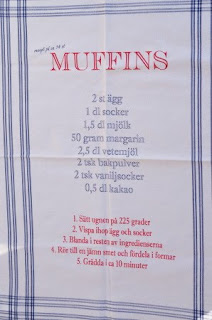 recept på ca 24 st
MUFFINS
2 st ägg
1 dl socker
1,5 dl mjölk
50 gram margarin
2,5 dl vetemjöl
2 tsk bakpulver
2 tsk vaniljsocker
0,5 dl kakao
1. Sätt ugnen på 225 grader
2. Vispa ihop ägg och socker
3. Blanda i resten av ingredienserna
4. Rör till en jämn smet och fördela i formar
5. Grädda i ca 10 minuter